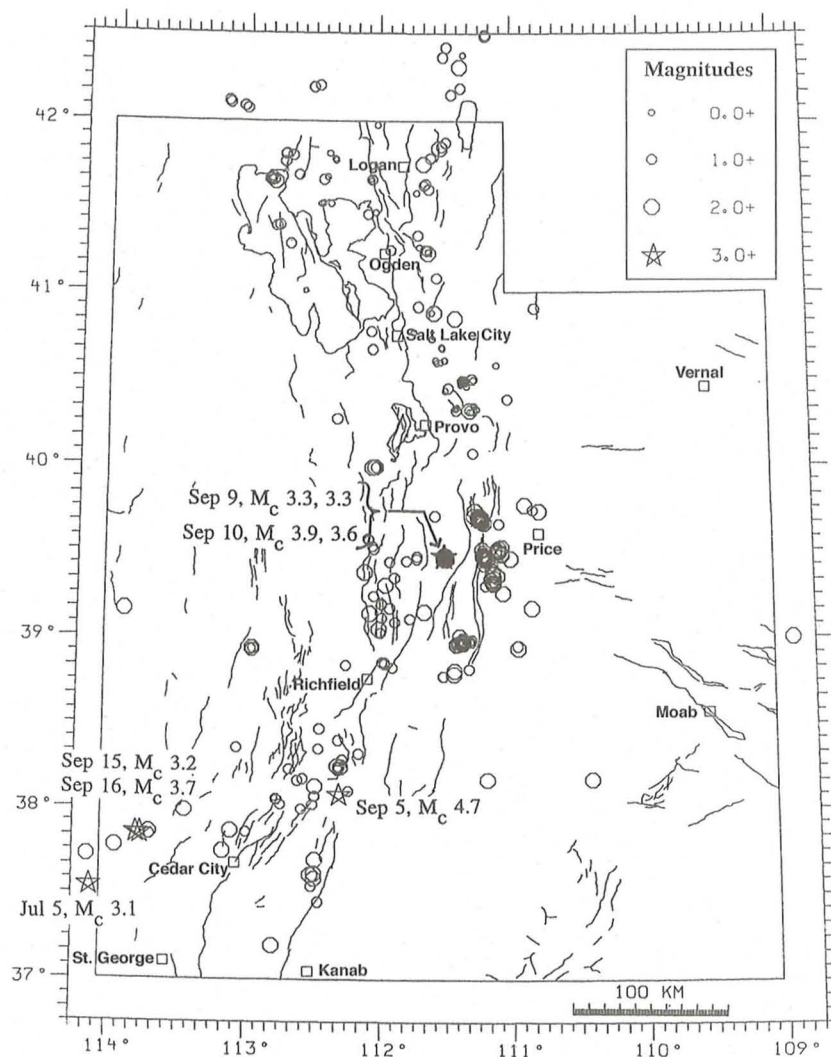 42°
41°
40°
39°
38°
37°
114°
113°
112°
111°
110°
109°
Magnitudes
0.0+
1.0+
2.0+
3.0+
Logan
Ogden
Salt Lake City
Vernal
Provo
Sep 9, Mc 3.3, 3.3
Sep 10, Mc 3.9, 3.6
Price
Richfield
Moab
Sep 15, Mc 3.2
Sep 16, Mc 3.7
Sep 5, Mc 4.7
Cedar City
Jul 5, Mc 3.1
St. George
Kanab
100 KM